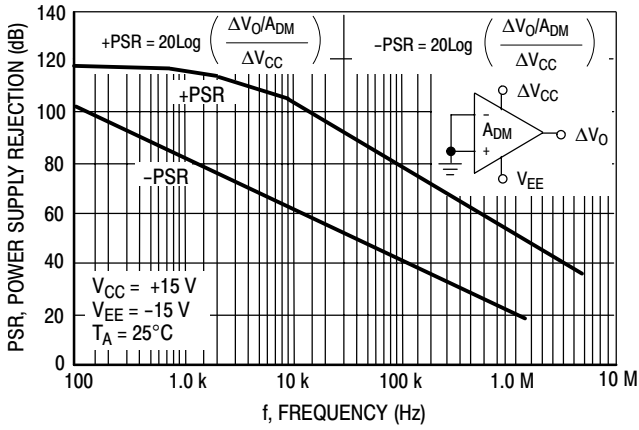 PSR, POWER SUPPLY REJECTION (dB)
140
120
100
80
60
40
20
0
+PSR = 20Log ( ΔVO/ADM / ΔVCC )
−PSR = 20Log ( ΔVO/ADM / ΔVCC )
+PSR
−PSR
ΔVCC
−
ADM
+
ΔVO
VEE
VCC = +15 V
VEE = −15 V
TA = 25°C
100
1.0 k
10 k
100 k
1.0 M
10 M
f, FREQUENCY (Hz)